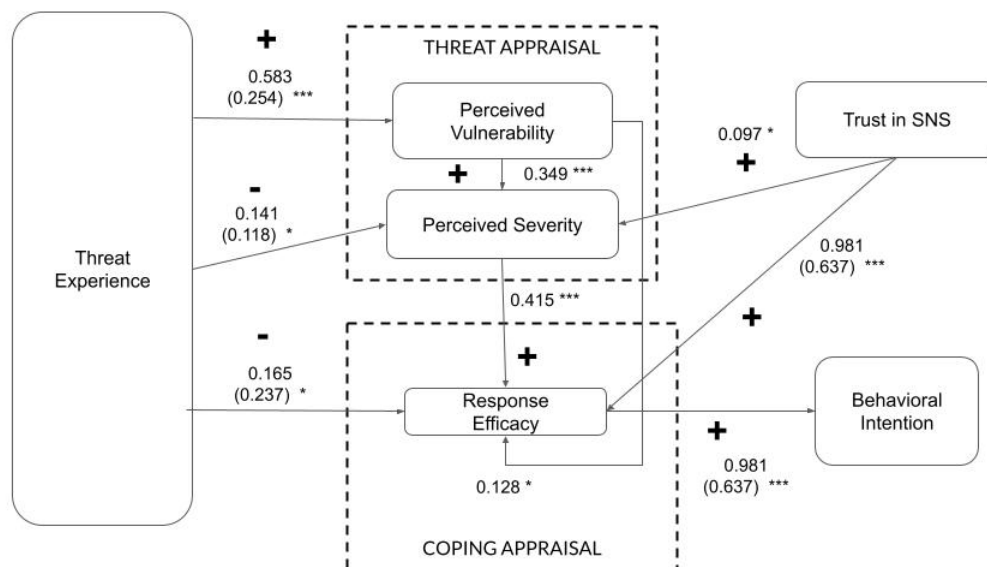 +
0.583
(0.254) ***
THREAT APPRAISAL
Perceived
Vulnerability
Trust in SNS
0.097 *
+
+
0.349 ***
-
0.141
(0.118) *
Perceived Severity
Threat
Experience
0.981
(0.637) ***
0.415 ***
+
-
+
0.165
(0.237) *
Response
Efficacy
Behavioral
Intention
+
0.128 *
0.981
(0.637) ***
COPING APPRAISAL